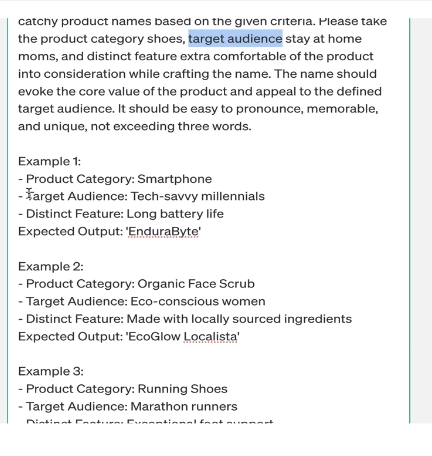 catchy product names based on the given criteria. Please take
the product category shoes, target audience stay at home
moms, and distinct feature extra comfortable of the product
into consideration while crafting the name. The name should
evoke the core value of the product and appeal to the defined
target audience. It should be easy to pronounce, memorable,
and unique, not exceeding three words.
Example 1:
- Product Category: Smartphone
- Target Audience: Tech-savvy millennials
- Distinct Feature: Long battery life
Expected Output: 'EnduraByte'
Example 2:
- Product Category: Organic Face Scrub
- Target Audience: Eco-conscious women
- Distinct Feature: Made with locally sourced ingredients
Expected Output: 'EcoGlow Localista'
Example 3:
- Product Category: Running Shoes
- Target Audience: Marathon runners
- Distinct Feature: Exceptional foot support